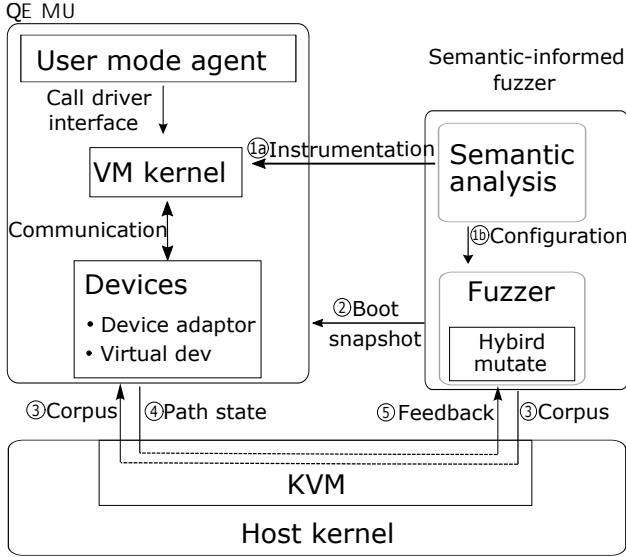 QE MU
User mode agent
Call driver
interface
VM kernel
Communication
Devices
• Device adaptor
• Virtual dev
Semantic-informed
fuzzer
1a Instrumentation
Semantic
analysis
1b Configuration
Fuzzer
Hybird
mutate
②Boot
snapshot
③Corpus
④Path state
⑤Feedback
③Corpus
KVM
Host kernel